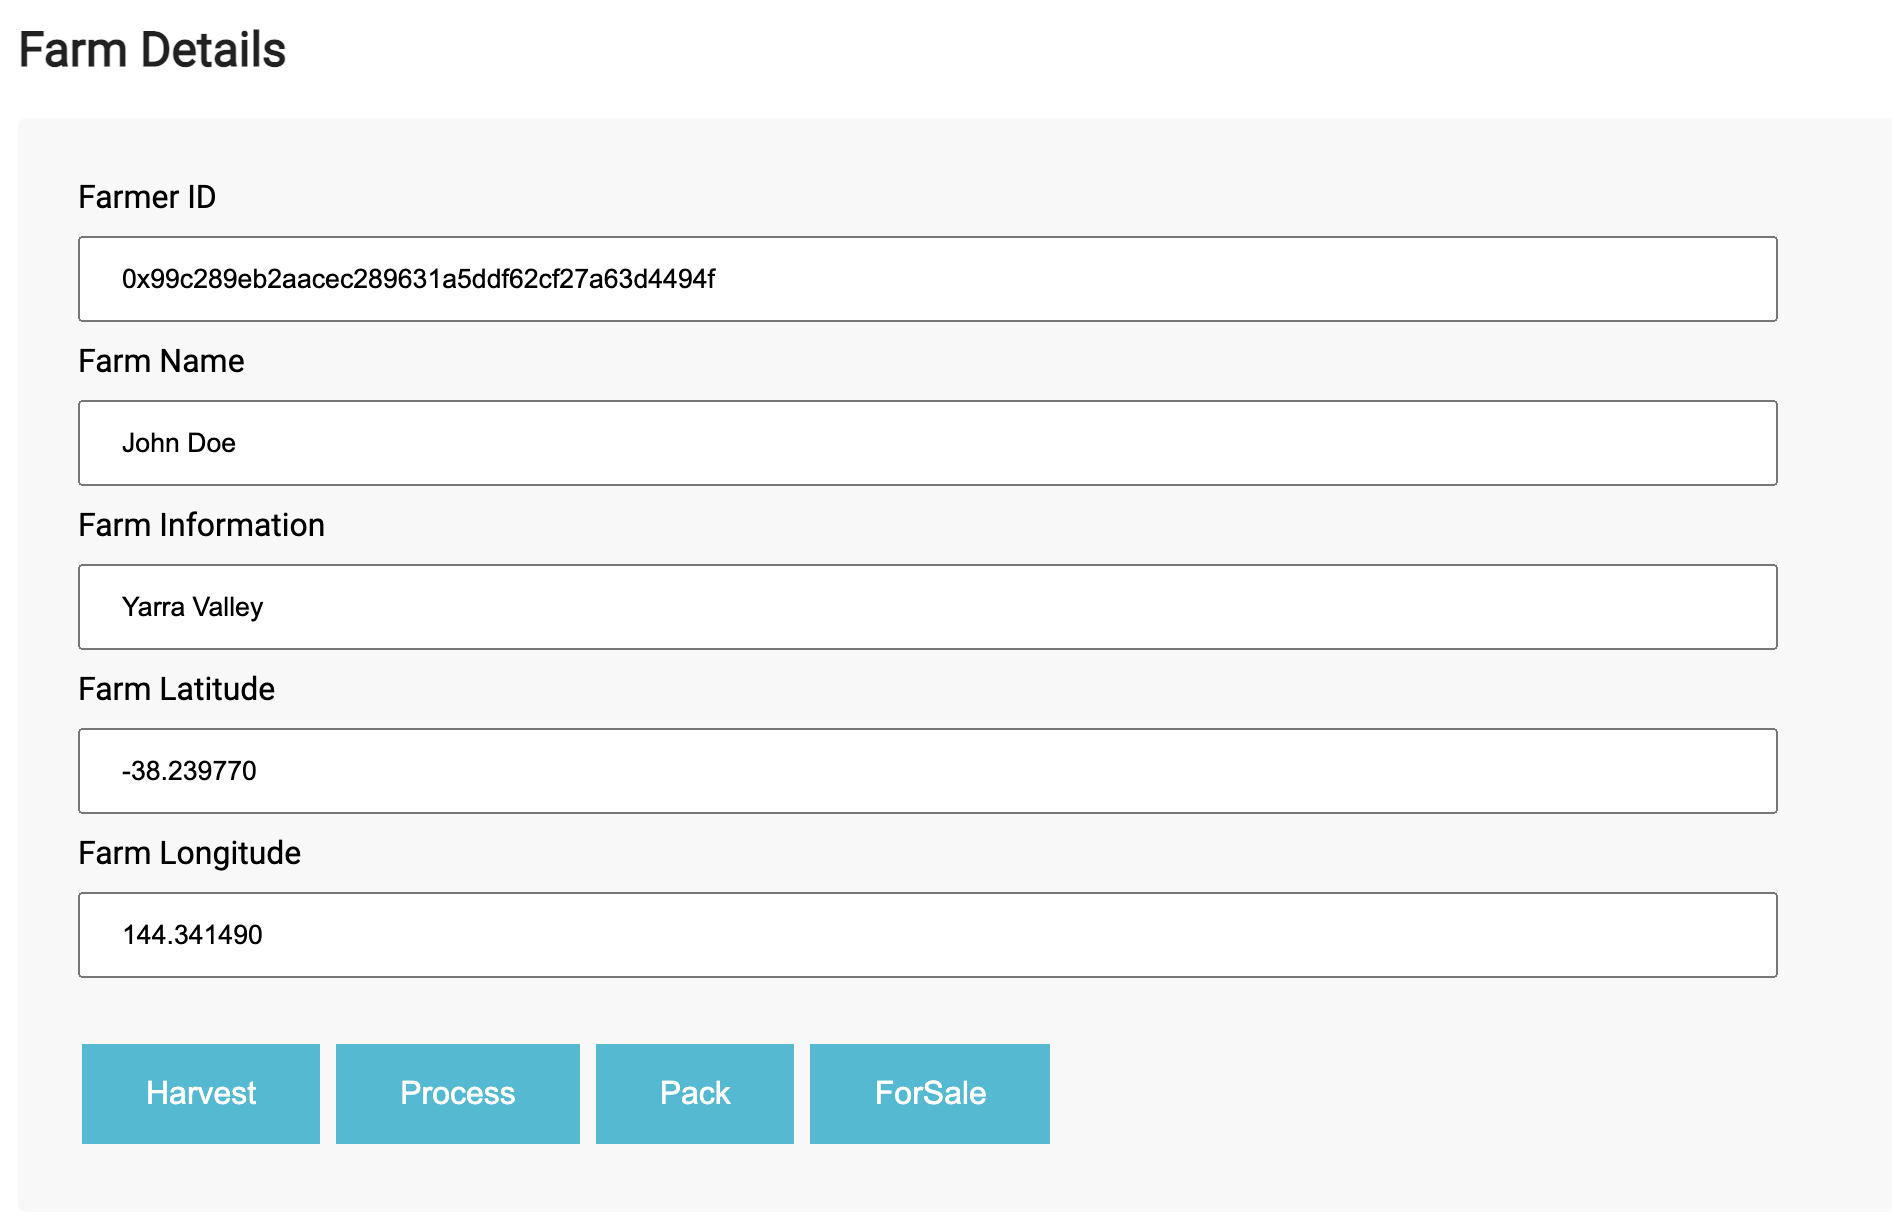 Farm Details
Farmer ID
0x99c289eb2aacec289631a5ddf62cf27a63d4494f
Farm Name
John Doe
Farm Information
Yarra Valley
Farm Latitude
-38.239770
Farm Longitude
144.341490
Harvest Process Pack ForSale